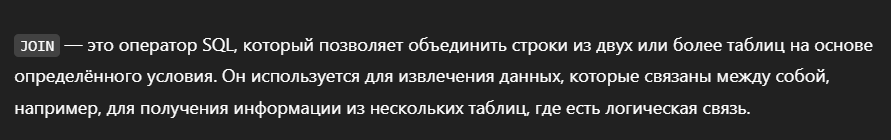 JOIN — это оператор SQL, который позволяет объединить строки из двух или более таблиц на основе
определённого условия. Он используется для извлечения данных, которые связаны между собой,
например, для получения информации из нескольких таблиц, где есть логическая связь.